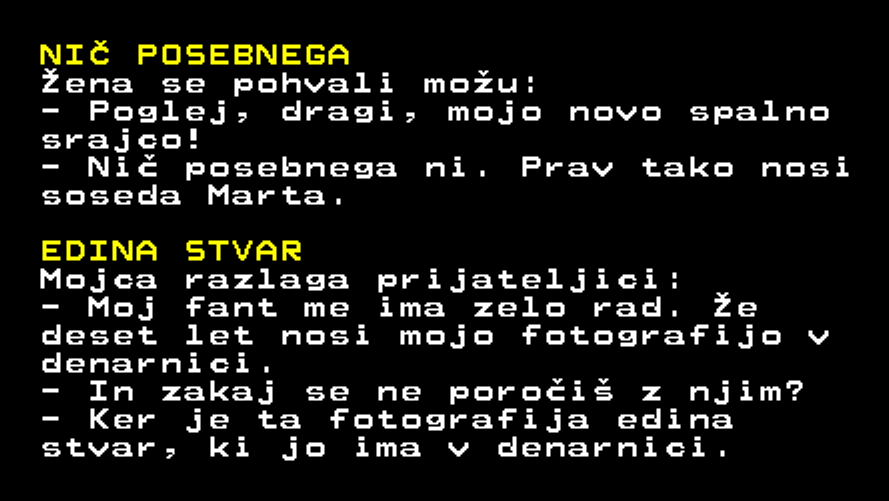 NIČ POSEBNEGA
Žena se pohvali možu:
- Poglej, dragi, mojo novo spalno
srajco!
- Nič posebnega ni. Prav tako nosi
soseda Marta.
EDINA STVAR
Mojca razlaga prijateljici:
- Moj fant me ima zelo rad. Že
deset let nosi mojo fotografijo v
denarnici.
- In zakaj se ne poročiš z njim?
- Ker je ta fotografija edina
stvar, ki jo ima v denarnici.